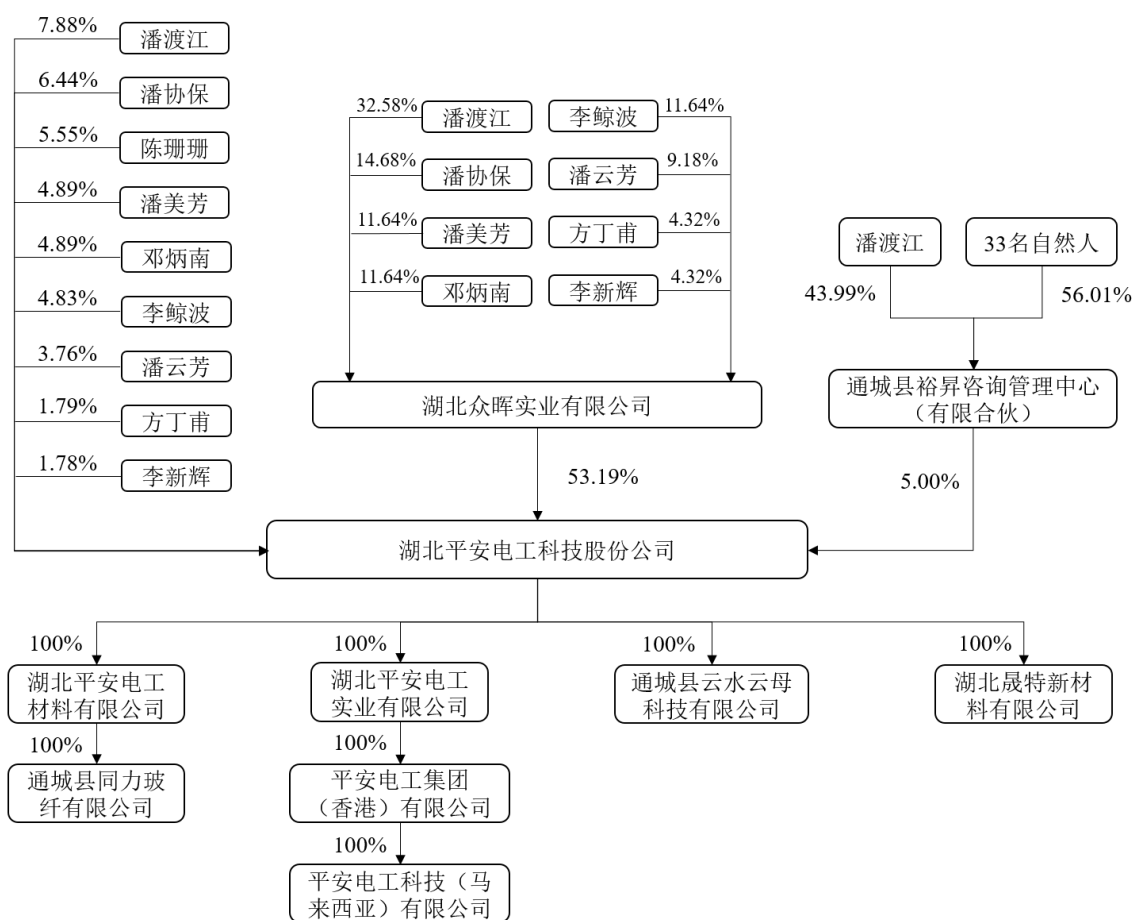 7.88%
潘渡江
6.44%
潘协保
5.55%
陈珊珊
4.89%
潘美芳
4.89%
邓炳南
4.83%
李鲸波
3.76%
潘云芳
1.79%
方丁甫
1.78%
李新辉
32.58%
潘渡江
李鲸波
11.64%
14.68%
潘协保
潘云芳
9.18%
11.64%
潘美芳
方丁甫
4.32%
11.64%
邓炳南
李新辉
4.32%
潘渡江
33名自然人
43.99%
56.01%
湖北众晖实业有限公司
通城县裕昇咨询管理中心
（有限合伙）
53.19%
5.00%
湖北平安电工科技股份公司
100%
100%
100%
100%
湖北平安电工
材料有限公司
湖北平安电工
实业有限公司
通城县云水云母
科技有限公司
湖北晟特新材
料有限公司
100%
100%
通城县同力玻
纤有限公司
平安电工集团
（香港）有限公司
100%
平安电工科技（马
来西亚）有限公司